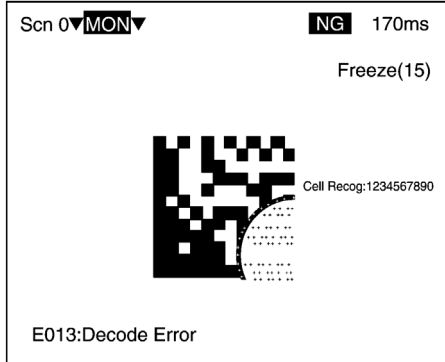 Scn 0▼MON▼ NG 170ms
Freeze(15)
Cell Recog:1234567890
E013:Decode Error